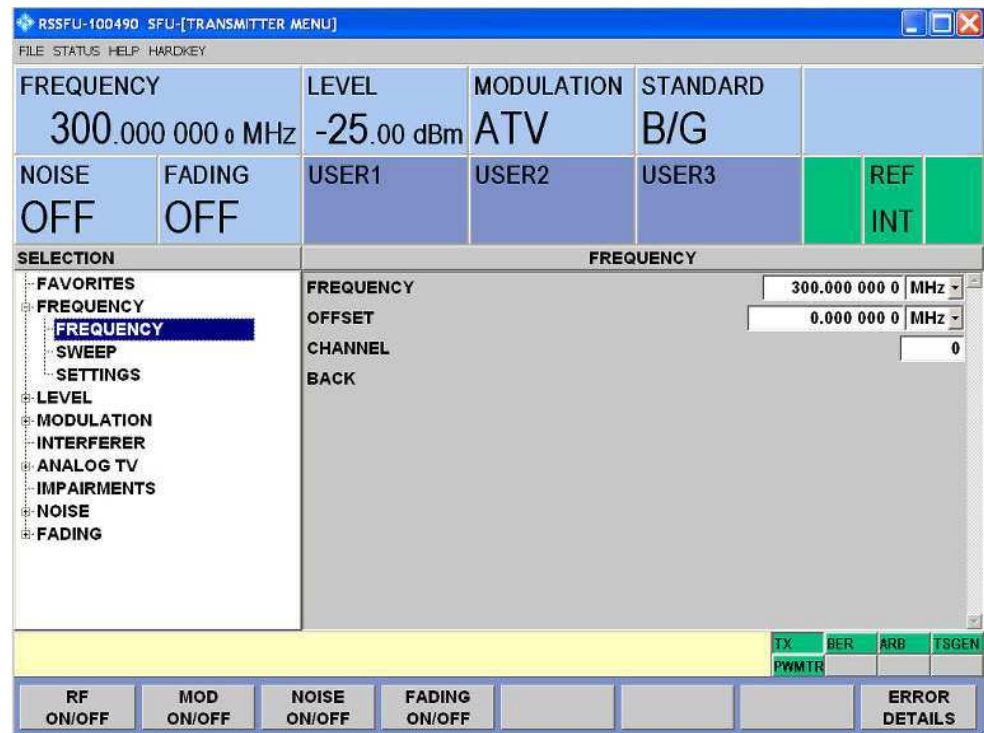 RSSFU-100490 SFU-[TRANSMITTER MENU]
FILE STATUS HELP HARDKEY
FREQUENCY LEVEL MODULATION STANDARD
300.000 000 0 MHz -25.00 dBm ATV B/G
NOISE FADING USER1 USER2 USER3 REF
OFF OFF INT
SELECTION FREQUENCY
FAVORITES
FREQUENCY
FREQUENCY
SWEEP
SETTINGS
LEVEL
MODULATION
INTERFERER
ANALOG TV
IMPAIRMENTS
NOISE
FADING
FREQUENCY 300.000 000 0 MHz
OFFSET 0.000 000 0 MHz
CHANNEL 0
BACK
TX BER ARB TSGEN
PWMTR
RF ON/OFF
MOD ON/OFF
NOISE ON/OFF
FADING ON/OFF
ERROR DETAILS